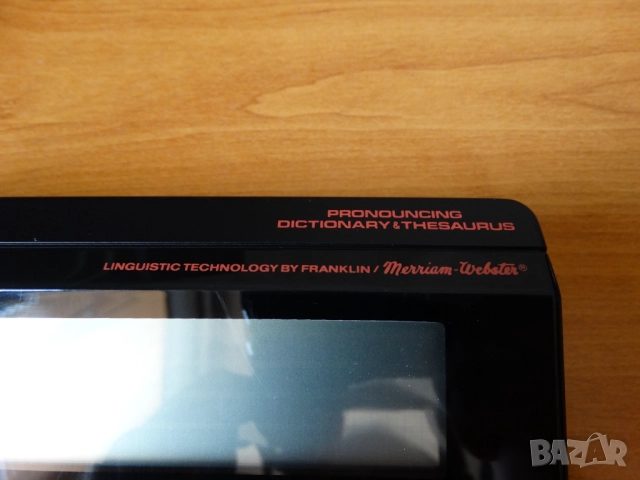 PRONOUNCING
DICTIONARY & THESAURUS
LINGUISTIC TECHNOLOGY BY FRANKLIN / Merriam-Webster®
BAZAR